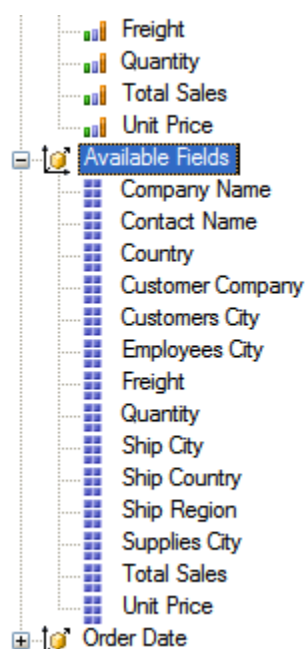 Freight
Quantity
Total Sales
Unit Price
Available Fields
Company Name
Contact Name
Country
Customer Company
Customers City
Employees City
Freight
Quantity
Ship City
Ship Country
Ship Region
Supplies City
Total Sales
Unit Price
Order Date